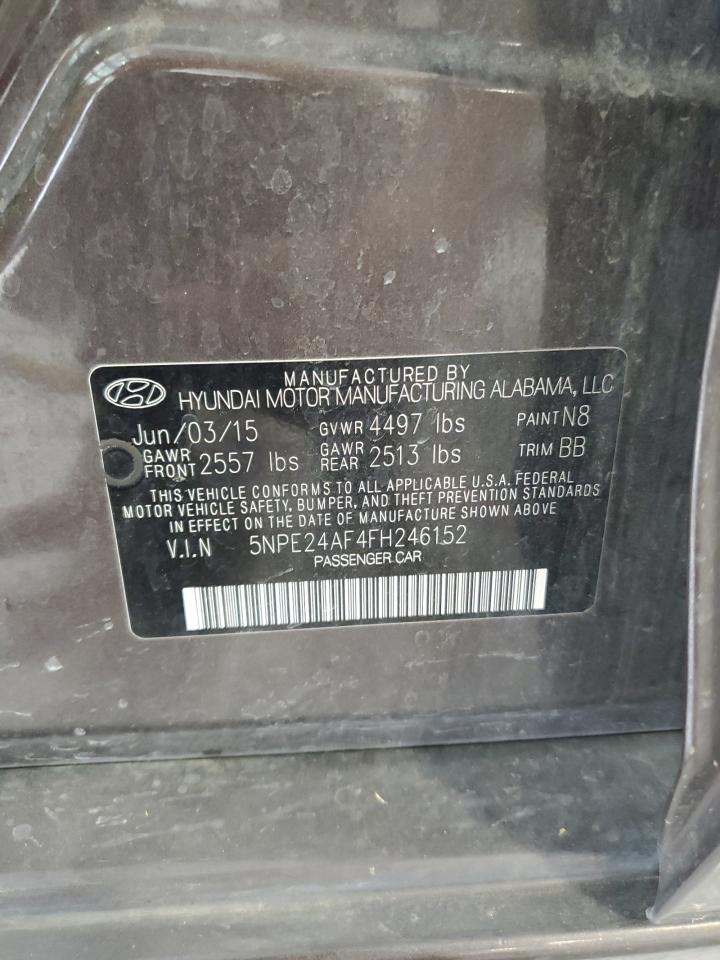 MANUFACTURED BY
HYUNDAI MOTOR MANUFACTURING ALABAMA, LLC
Jun/03/15 GVWR 4497 lbs PAINT N8
GAWR FRONT 2557 lbs GAWR REAR 2513 lbs TRIM BB
THIS VEHICLE CONFORMS TO ALL APPLICABLE U.S.A. FEDERAL
MOTOR VEHICLE SAFETY, BUMPER, AND THEFT PREVENTION STANDARDS
IN EFFECT ON THE DATE OF MANUFACTURE SHOWN ABOVE.
V.I.N 5NPE24AF4FH246152
PASSENGER CAR